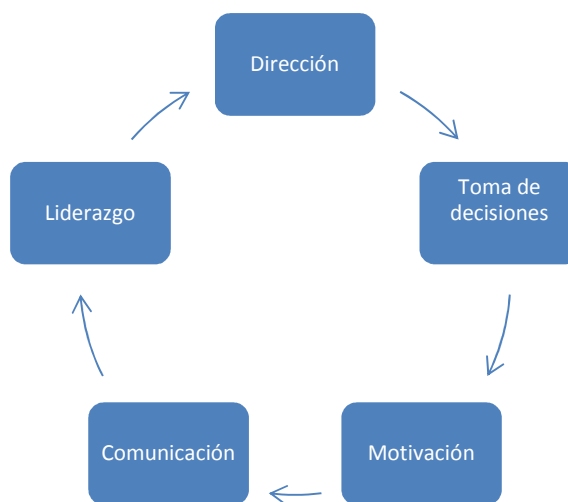 Dirección
Toma de
decisiones
Motivación
Comunicación
Liderazgo